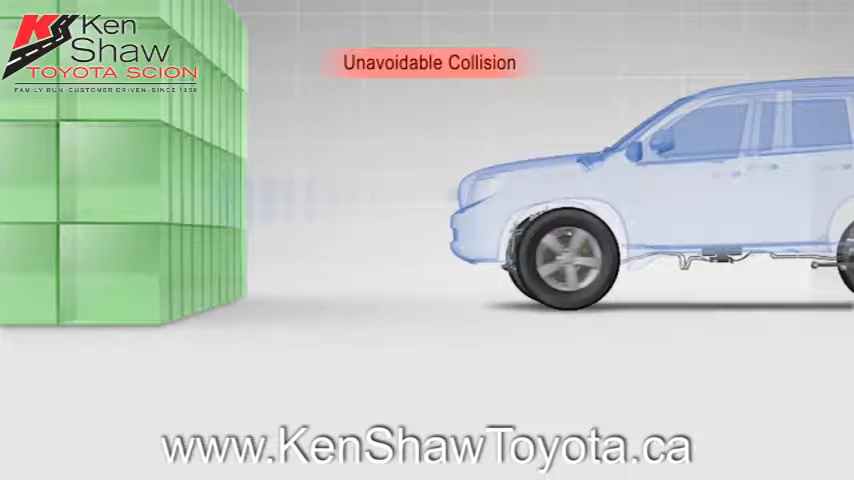 Ken
Shaw
TOYOTA SCION
FAMILY RUN-CUSTOMER DRIVEN-SINCE 1956
Unavoidable Collision
www.KenShawToyota.ca